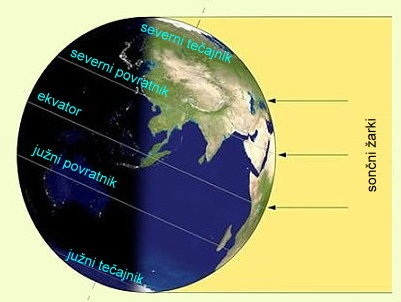 severni tečajnik
severni povratnik
ekvator
južni povratnik
južni tečajnik
sončni žarki